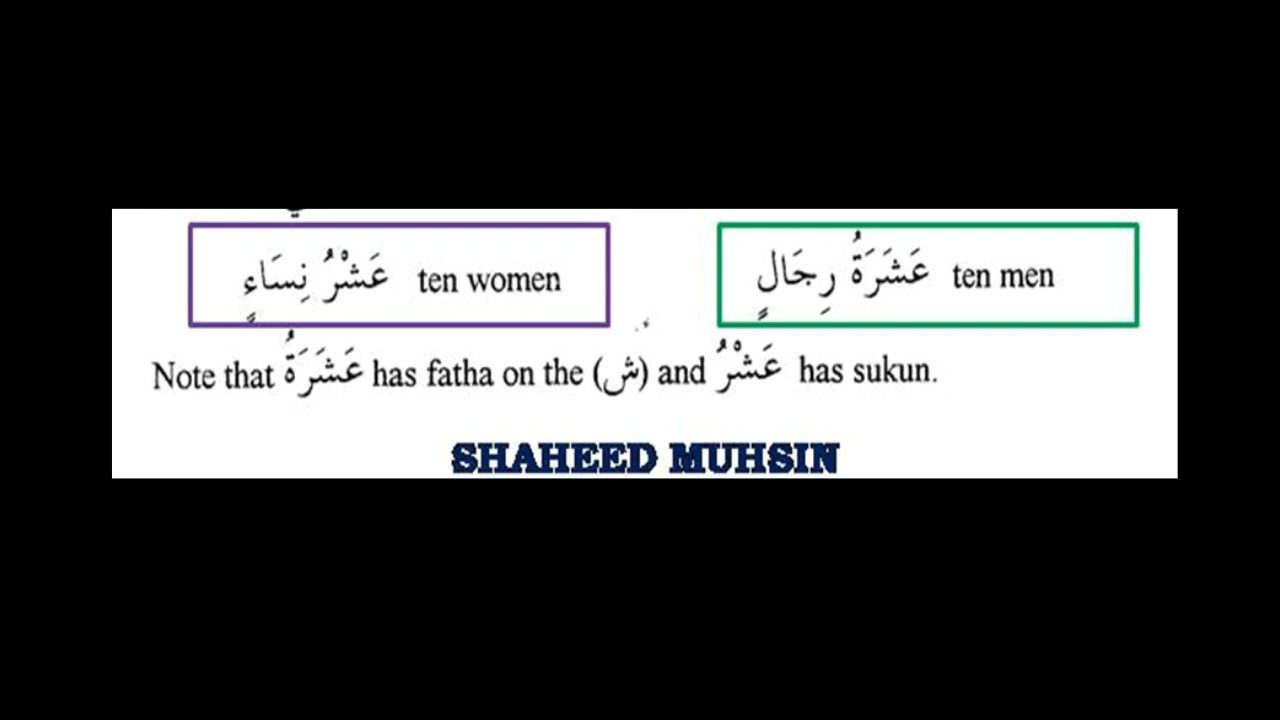 عَشْرُ نِسَاءٍ ten women
عَشَرَةُ رِجَالٍ ten men
Note that عَشَرَةُ has fatha on the (ش) and عَشْرُ has sukun.
SHAHEED MUHSIN